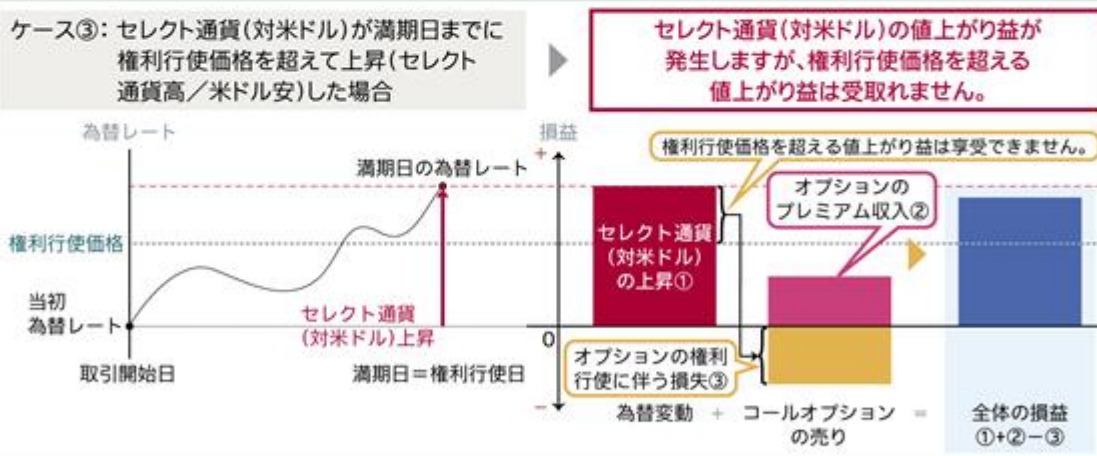 ケース③：セレクト通貨(対米ドル)が満期日までに
権利行使価格を超えて上昇(セレクト
通貨高／米ドル安)した場合
セレクト通貨(対米ドル)の値上がり益が
発生しますが、権利行使価格を超える
値上がり益は受取れません。
為替レート
満期日の為替レート
権利行使価格
当初
為替レート
セレクト通貨
(対米ドル)上昇
取引開始日
満期日＝権利行使日
損益
+
0
−
権利行使価格を超える値上がり益は享受できません。
オプションの
プレミアム収入②
セレクト通貨
(対米ドル)
の上昇①
オプションの権利
行使に伴う損失③
為替変動
+
コールオプション
の売り
=
全体の損益
①+②−③